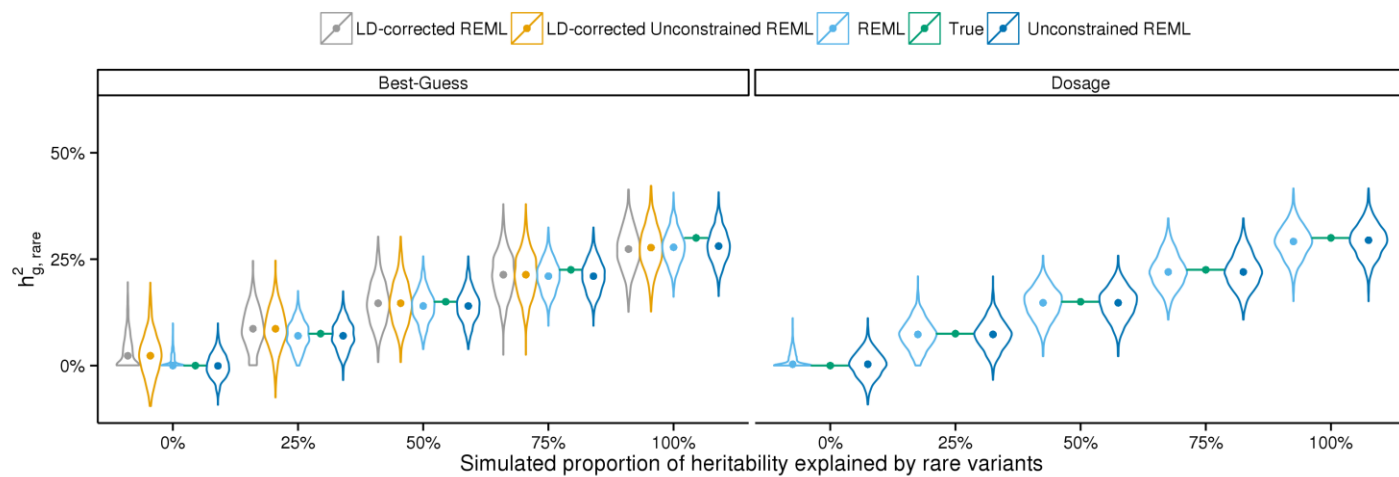 LD-corrected REML LD-corrected Unconstrained REML REML True Unconstrained REML
Best-Guess Dosage
50%
25%
0%
h²g, rare
0% 25% 50% 75% 100% 0% 25% 50% 75% 100%
Simulated proportion of heritability explained by rare variants